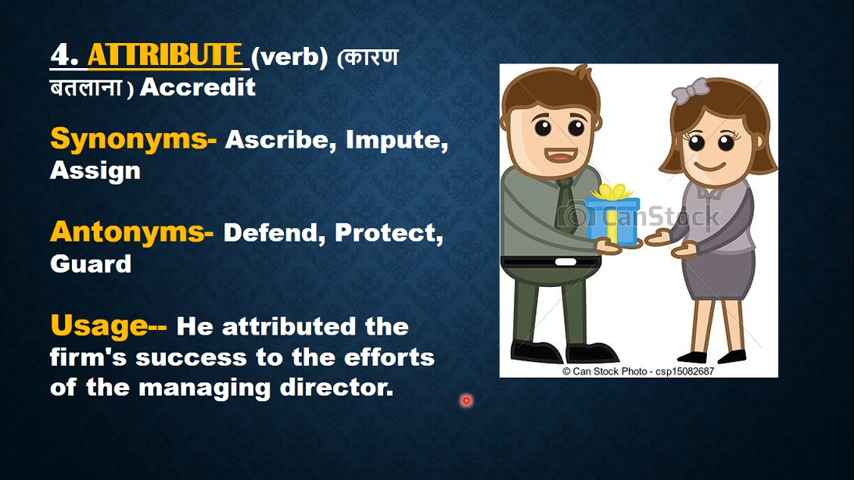 4. ATTRIBUTE (verb) (कारण
बतलाना ) Accredit
Synonyms- Ascribe, Impute,
Assign
Antonyms- Defend, Protect,
Guard
Usage-- He attributed the
firm's success to the efforts
of the managing director.
© CanStock
© Can Stock Photo - csp15082687